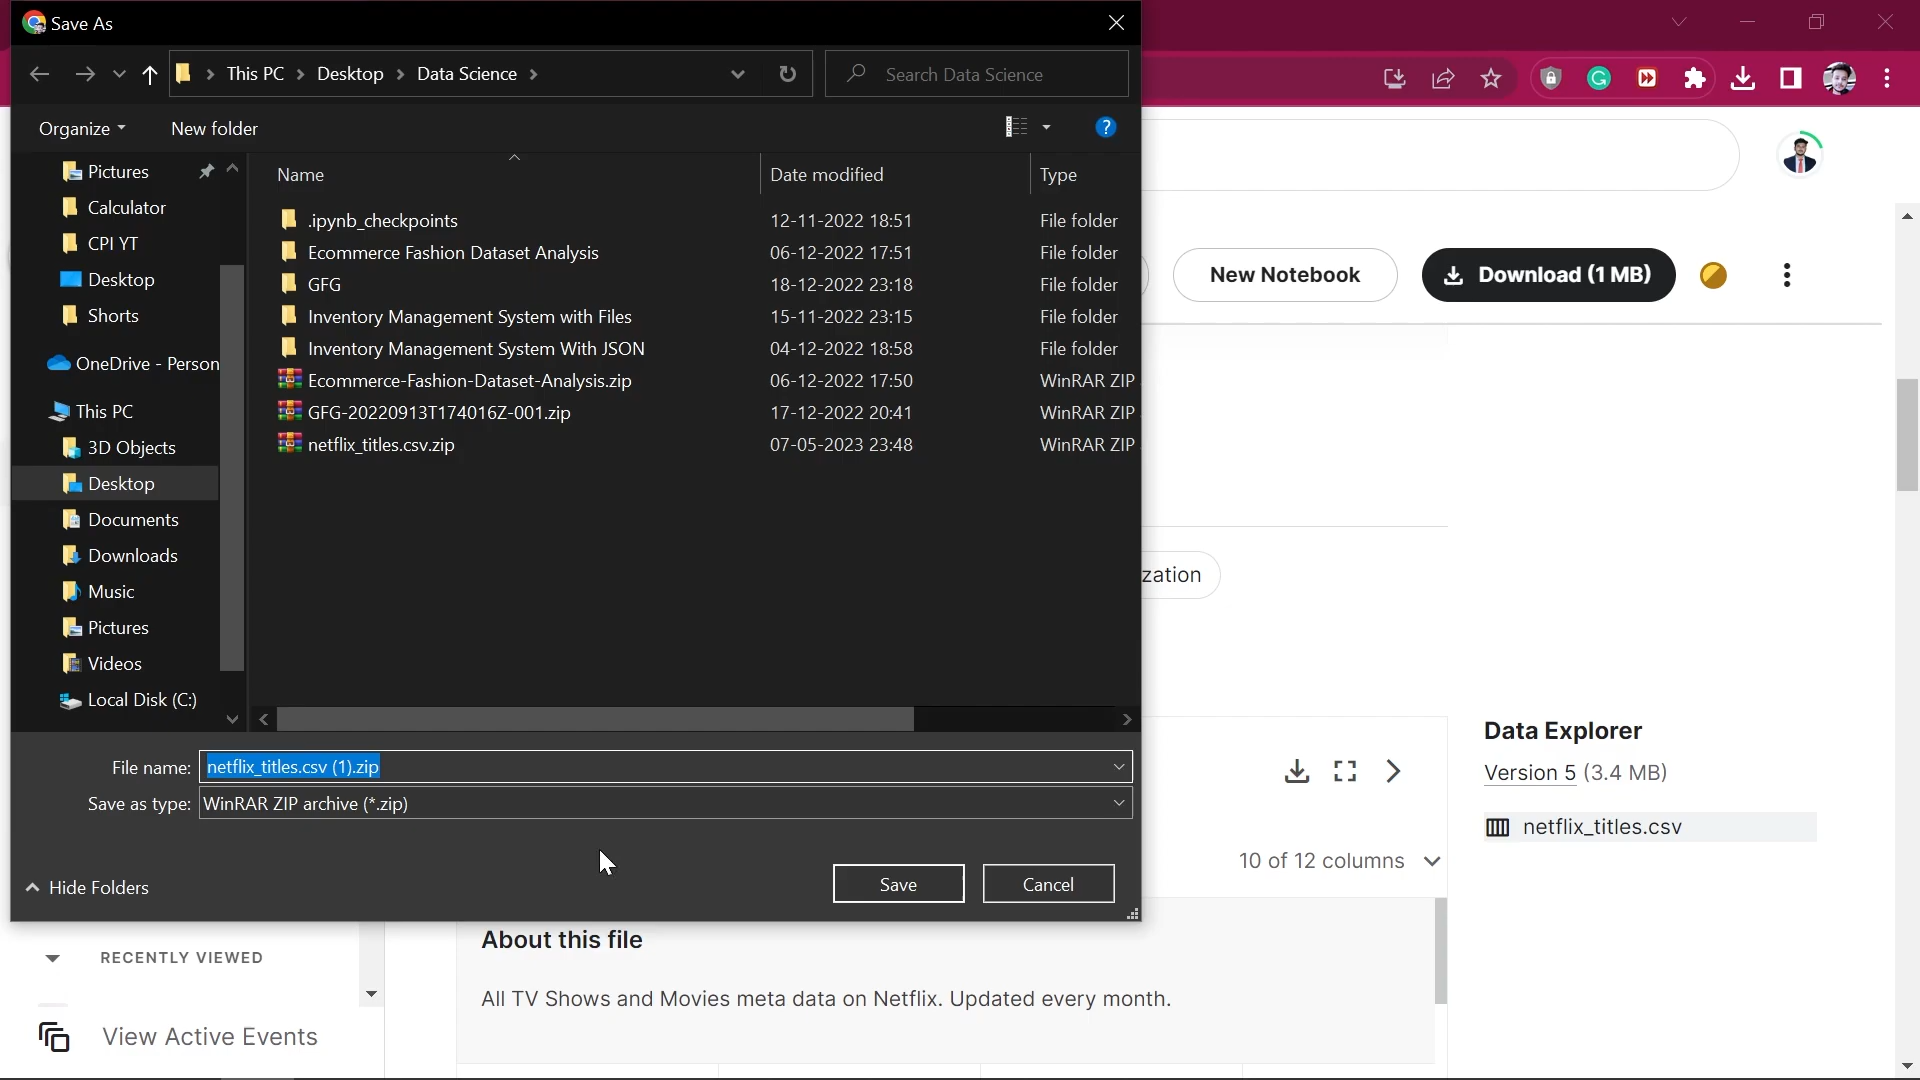 Save As
This PC > Desktop > Data Science >
Search Data Science
Organize
New folder
Pictures
Calculator
CPI YT
Desktop
Shorts
OneDrive - Person
This PC
3D Objects
Desktop
Documents
Downloads
Music
Pictures
Videos
Local Disk (C:)
Name Date modified Type
.ipynb_checkpoints 12-11-2022 18:51 File folder
Ecommerce Fashion Dataset Analysis 06-12-2022 17:51 File folder
GFG 18-12-2022 23:18 File folder
Inventory Management System with Files 15-11-2022 23:15 File folder
Inventory Management System With JSON 04-12-2022 18:58 File folder
Ecommerce-Fashion-Dataset-Analysis.zip 06-12-2022 17:50 WinRAR ZIP
GFG-20220913T174016Z-001.zip 17-12-2022 20:41 WinRAR ZIP
netflix_titles.csv.zip 07-05-2023 23:48 WinRAR ZIP
File name: netflix_titles.csv (1).zip
Save as type: WinRAR ZIP archive (*.zip)
Hide Folders
Save
Cancel
New Notebook
Download (1 MB)
zation
Data Explorer
Version 5 (3.4 MB)
netflix_titles.csv
10 of 12 columns
About this file
All TV Shows and Movies meta data on Netflix. Updated every month.
RECENTLY VIEWED
View Active Events